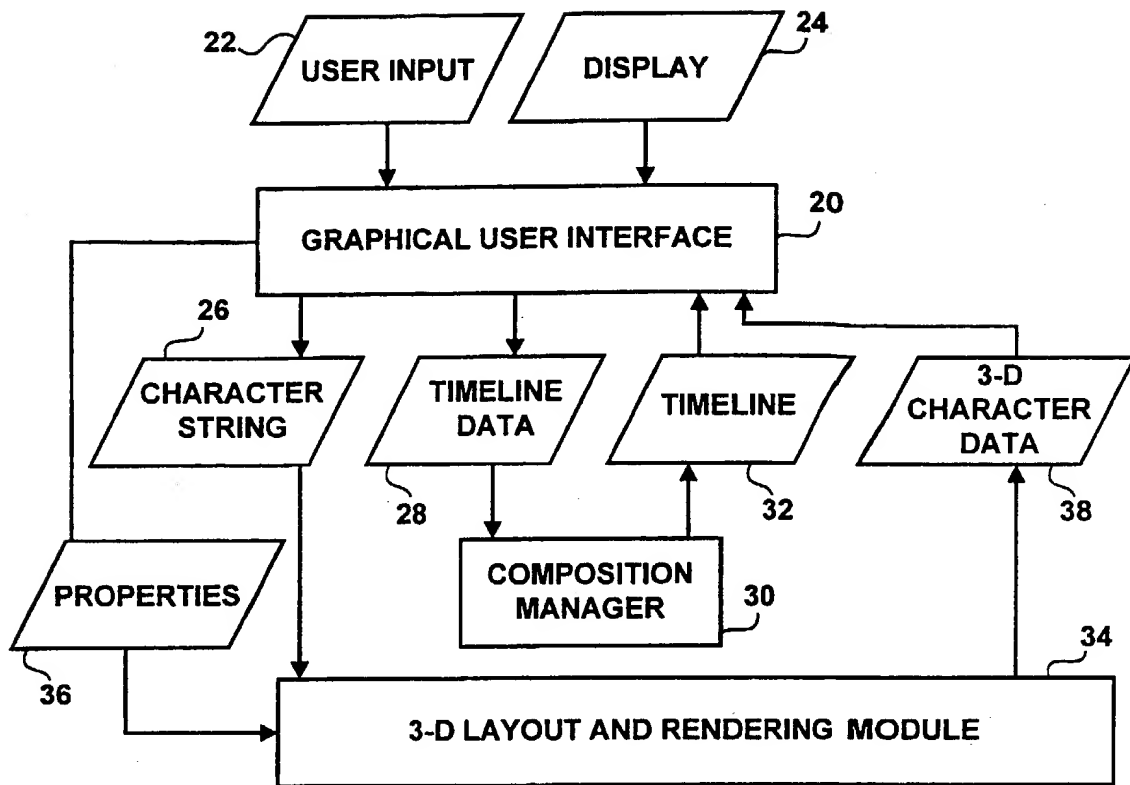 22
USER INPUT
24
DISPLAY
20
GRAPHICAL USER INTERFACE
26
CHARACTER
STRING
TIMELINE
DATA
28
TIMELINE
32
3-D
CHARACTER
DATA
38
PROPERTIES
36
COMPOSITION
MANAGER
30
34
3-D LAYOUT AND RENDERING MODULE